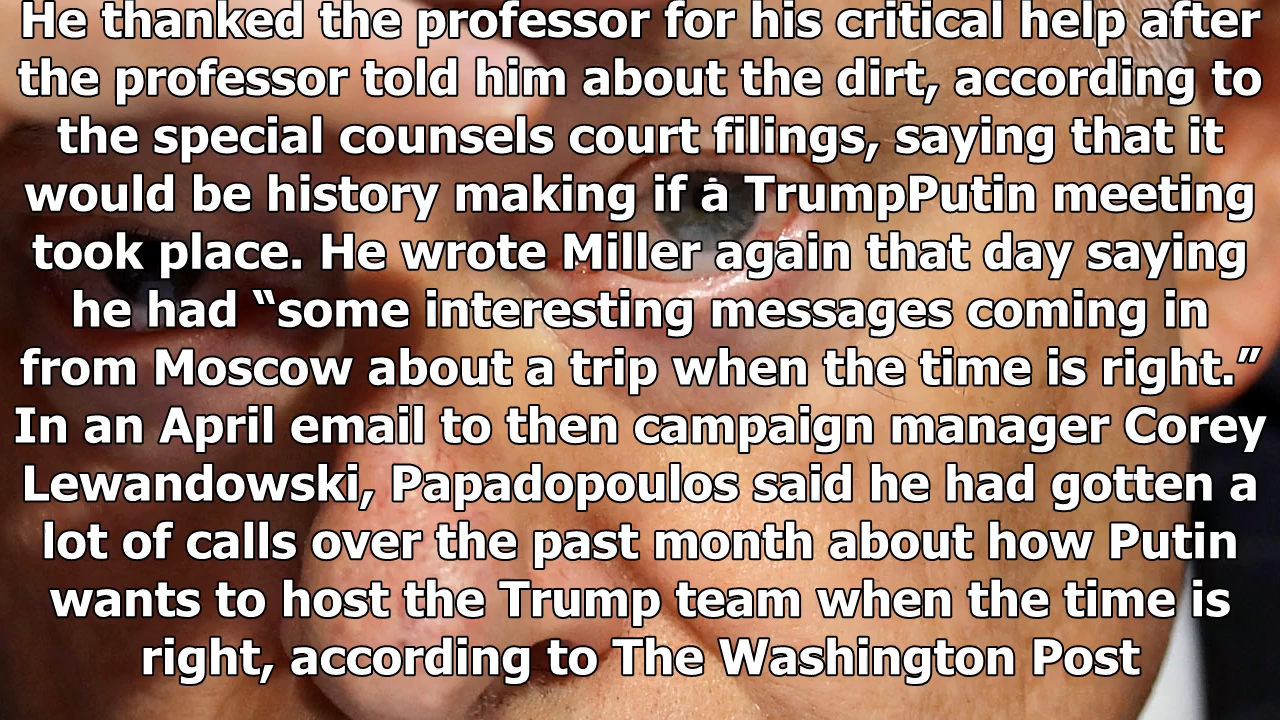 He thanked the professor for his critical help after
the professor told him about the dirt, according to
the special counsels court filings, saying that it
would be history making if a TrumpPutin meeting
took place. He wrote Miller again that day saying
he had “some interesting messages coming in
from Moscow about a trip when the time is right.”
In an April email to then campaign manager Corey
Lewandowski, Papadopoulos said he had gotten a
lot of calls over the past month about how Putin
wants to host the Trump team when the time is
right, according to The Washington Post